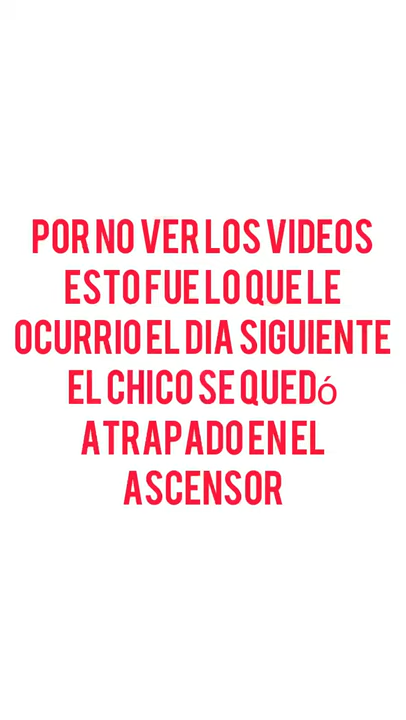 POR NO VER LOS VIDEOS
ESTO FUE LO QUE LE
OCURRIO EL DIA SIGUIENTE
EL CHICO SE QUEDó
ATRAPADO EN EL
ASCENSOR